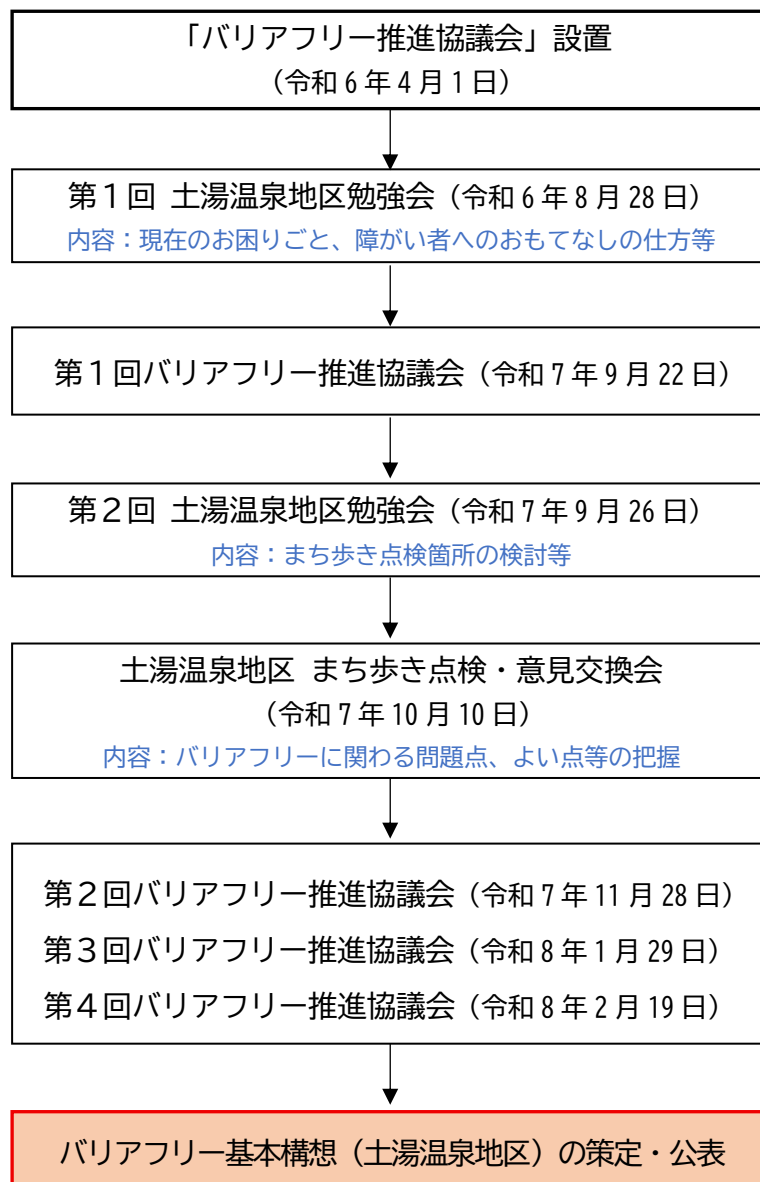 「バリアフリー推進協議会」設置
（令和6年4月1日）
第１回 土湯温泉地区勉強会（令和6年8月28日）
内容：現在のお困りごと、障がい者へのおもてなしの仕方等
第１回バリアフリー推進協議会（令和7年9月22日）
第２回 土湯温泉地区勉強会（令和7年9月26日）
内容：まち歩き点検箇所の検討等
土湯温泉地区 まち歩き点検・意見交換会
（令和7年10月10日）
内容：バリアフリーに関わる問題点、よい点等の把握
第２回バリアフリー推進協議会（令和7年11月28日）
第３回バリアフリー推進協議会（令和8年1月29日）
第４回バリアフリー推進協議会（令和8年2月19日）
バリアフリー基本構想（土湯温泉地区）の策定・公表